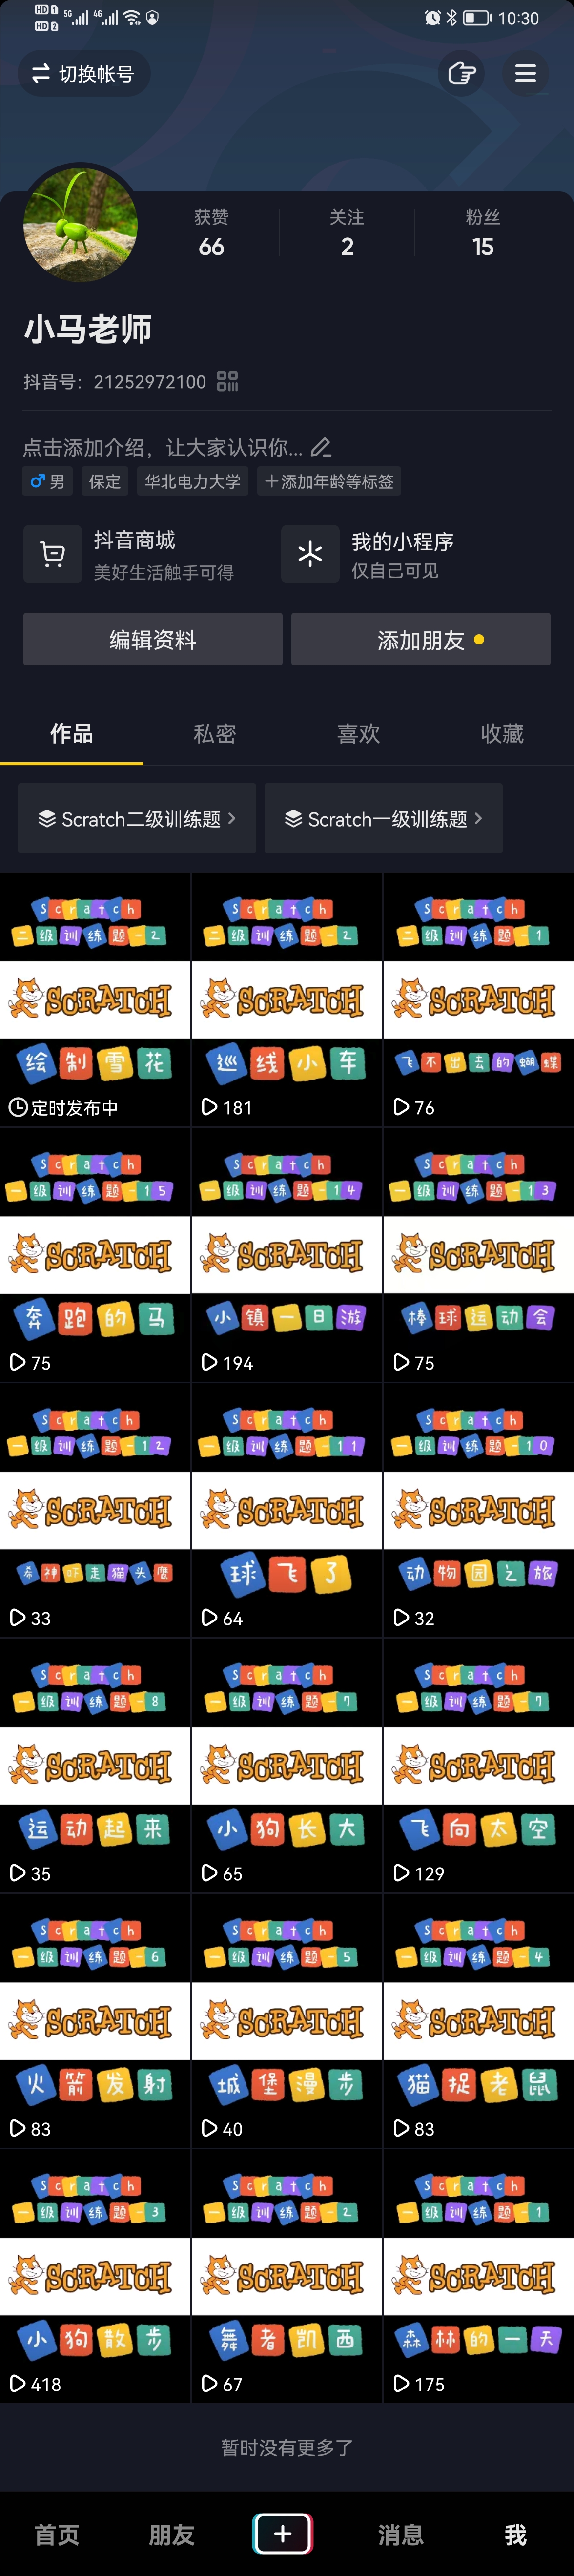 HD 1 5G 4G 10:30
HD 2
切换帐号
获赞 关注 粉丝
66 2 15
小马老师
抖音号：21252972100
点击添加介绍，让大家认识你...
男 保定 华北电力大学 +添加年龄等标签
抖音商城 我的小程序
美好生活触手可得 仅自己可见
编辑资料 添加朋友
作品 私密 喜欢 收藏
Scratch二级训练题 Scratch一级训练题
Scratch Scratch Scratch
二级训练题-2 二级训练题-2 二级训练题-1
SCRATCH SCRATCH SCRATCH
绘制雪花 巡线小车 飞不出去的蝴蝶
定时发布中 181 76
Scratch Scratch Scratch
一级训练题-15 一级训练题-14 一级训练题-13
SCRATCH SCRATCH SCRATCH
奔跑的马 小镇一日游 棒球运动会
75 194 75
Scratch Scratch Scratch
一级训练题-12 一级训练题-11 一级训练题-10
SCRATCH SCRATCH SCRATCH
希神吓走猫头鹰 球飞了 动物园之旅
33 64 32
Scratch Scratch Scratch
一级训练题-8 一级训练题-7 一级训练题-7
SCRATCH SCRATCH SCRATCH
运动起来 小狗长大 飞向太空
35 65 129
Scratch Scratch Scratch
一级训练题-6 一级训练题-5 一级训练题-4
SCRATCH SCRATCH SCRATCH
火箭发射 城堡漫步 猫捉老鼠
83 40 83
Scratch Scratch Scratch
一级训练题-3 一级训练题-2 一级训练题-1
SCRATCH SCRATCH SCRATCH
小狗散步 舞者凯西 森林的一天
418 67 175
暂时没有更多了
首页 朋友 消息 我